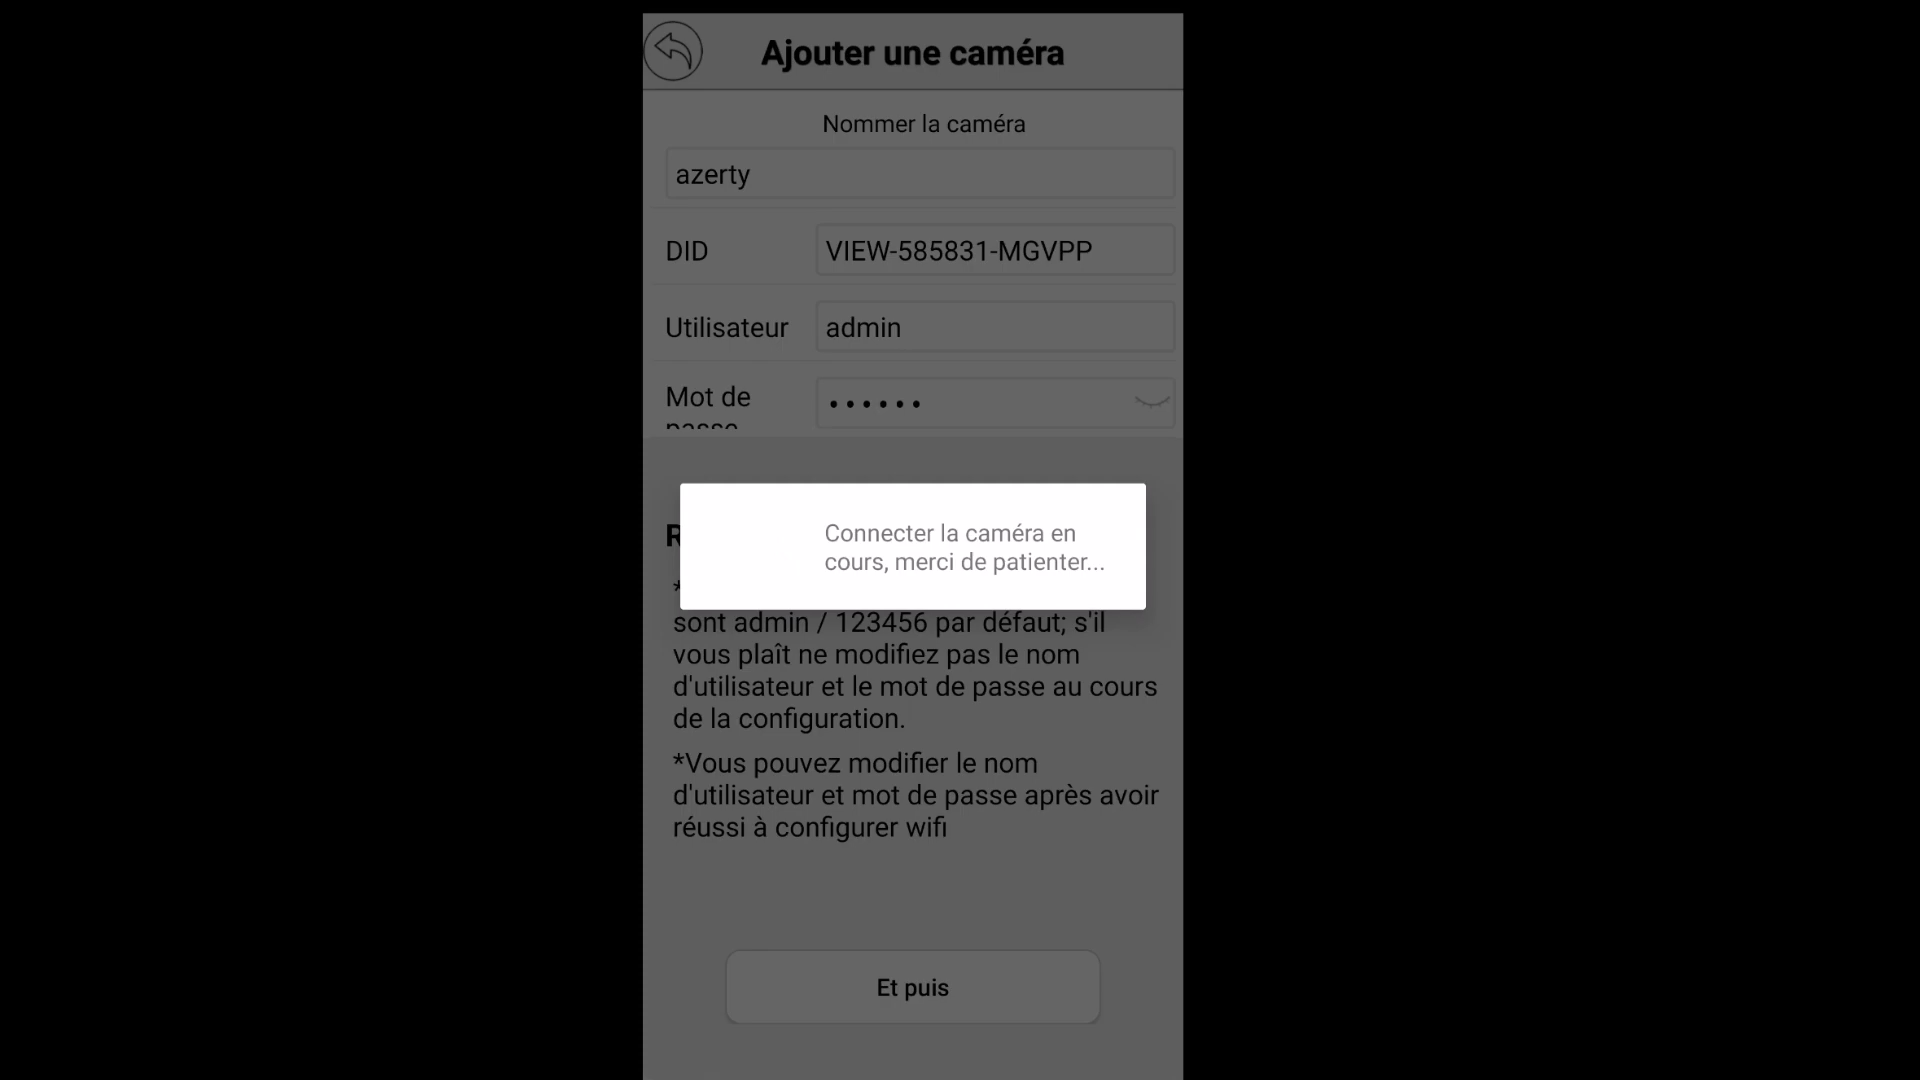 Ajouter une caméra
Nommer la caméra
azerty
DID
VIEW-585831-MGVPP
Utilisateur
admin
Mot de
passe
••••••
Connecter la caméra en
cours, merci de patienter...
R
*
sont admin / 123456 par défaut; s'il
vous plaît ne modifiez pas le nom
d'utilisateur et le mot de passe au cours
de la configuration.
*Vous pouvez modifier le nom
d'utilisateur et mot de passe après avoir
réussi à configurer wifi
Et puis